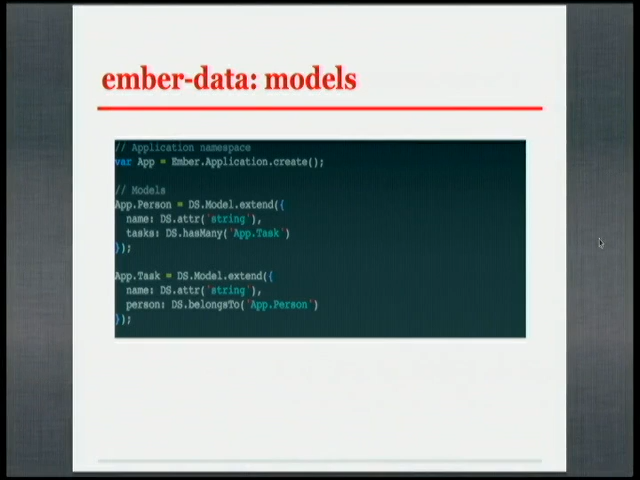 ember-data: models
// Application namespace
var App = Ember.Application.create();
// Models
App.Person = DS.Model.extend({
name: DS.attr('string'),
tasks: DS.hasMany('App.Task')
});
App.Task = DS.Model.extend({
name: DS.attr('string'),
person: DS.belongsTo('App.Person')
});